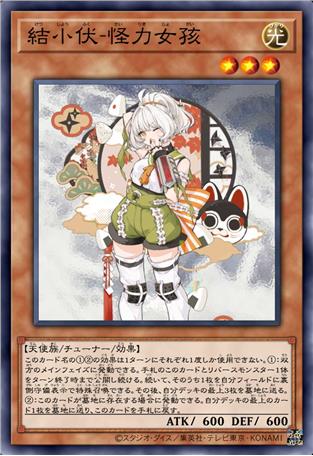 結小伏-怪力女孩
光
【天使族/チューナー/効果】
このカード名の①②の効果は1ターンにそれぞれ1度しか使用できない。①:双
方のメインフェイズに発動できる。手札のこのカードとリバースモンスター1体
をターン終了時まで公開し続ける。続いて、そのうち1枚を自分フィールドに裏
側守備表示で特殊召喚できる。その後、自分デッキの最上3枚を墓地に送る。
②:このカードが墓地に存在する場合に発動できる。自分デッキの最上のカー
ド1枚を墓地に送り、このカードを手札に戻す。
ATK/ 600 DEF/ 600
©スタジオ・ダイス/集英社・テレビ東京・KONAMI